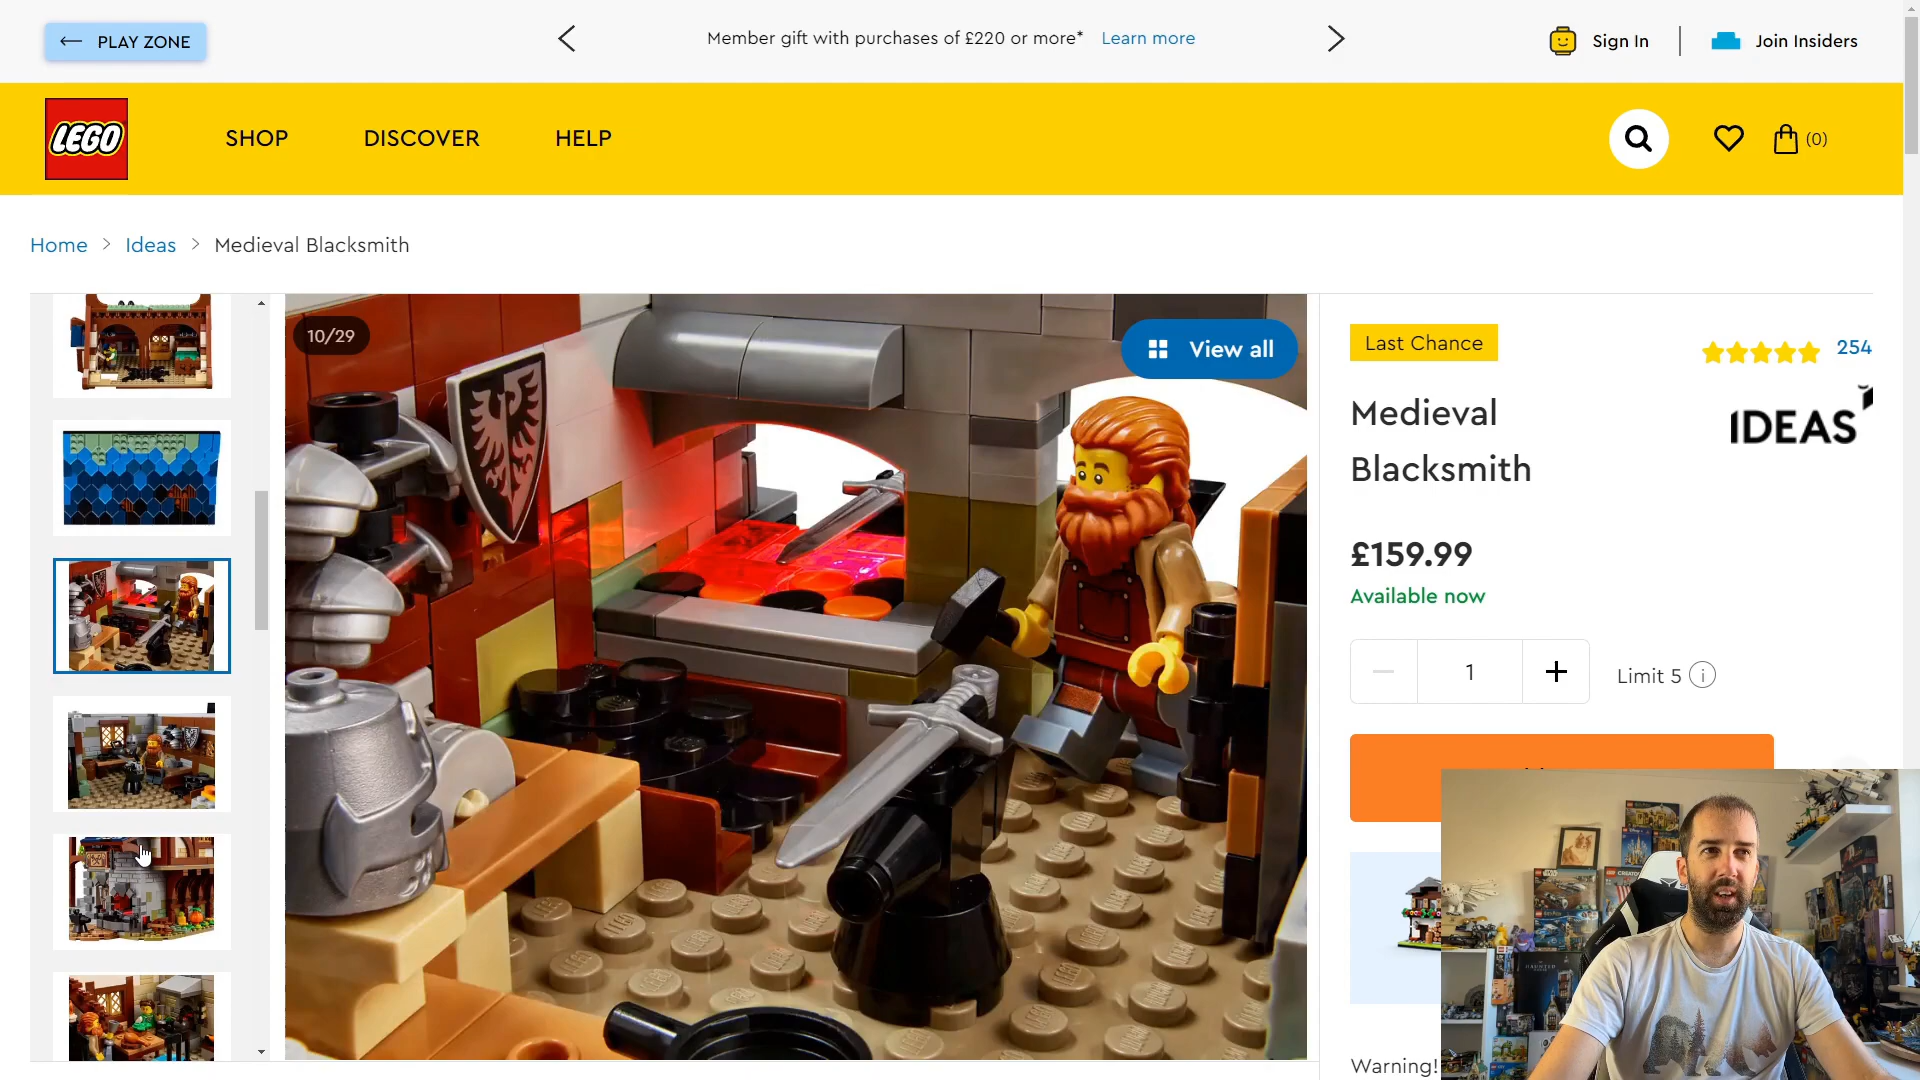 PLAY ZONE
Member gift with purchases of £220 or more* Learn more
Sign In
Join Insiders
LEGO
SHOP
DISCOVER
HELP
(0)
Home > Ideas > Medieval Blacksmith
10/29
View all
Last Chance
254
Medieval
Blacksmith
IDEAS
£159.99
Available now
1
Limit 5
Warning!